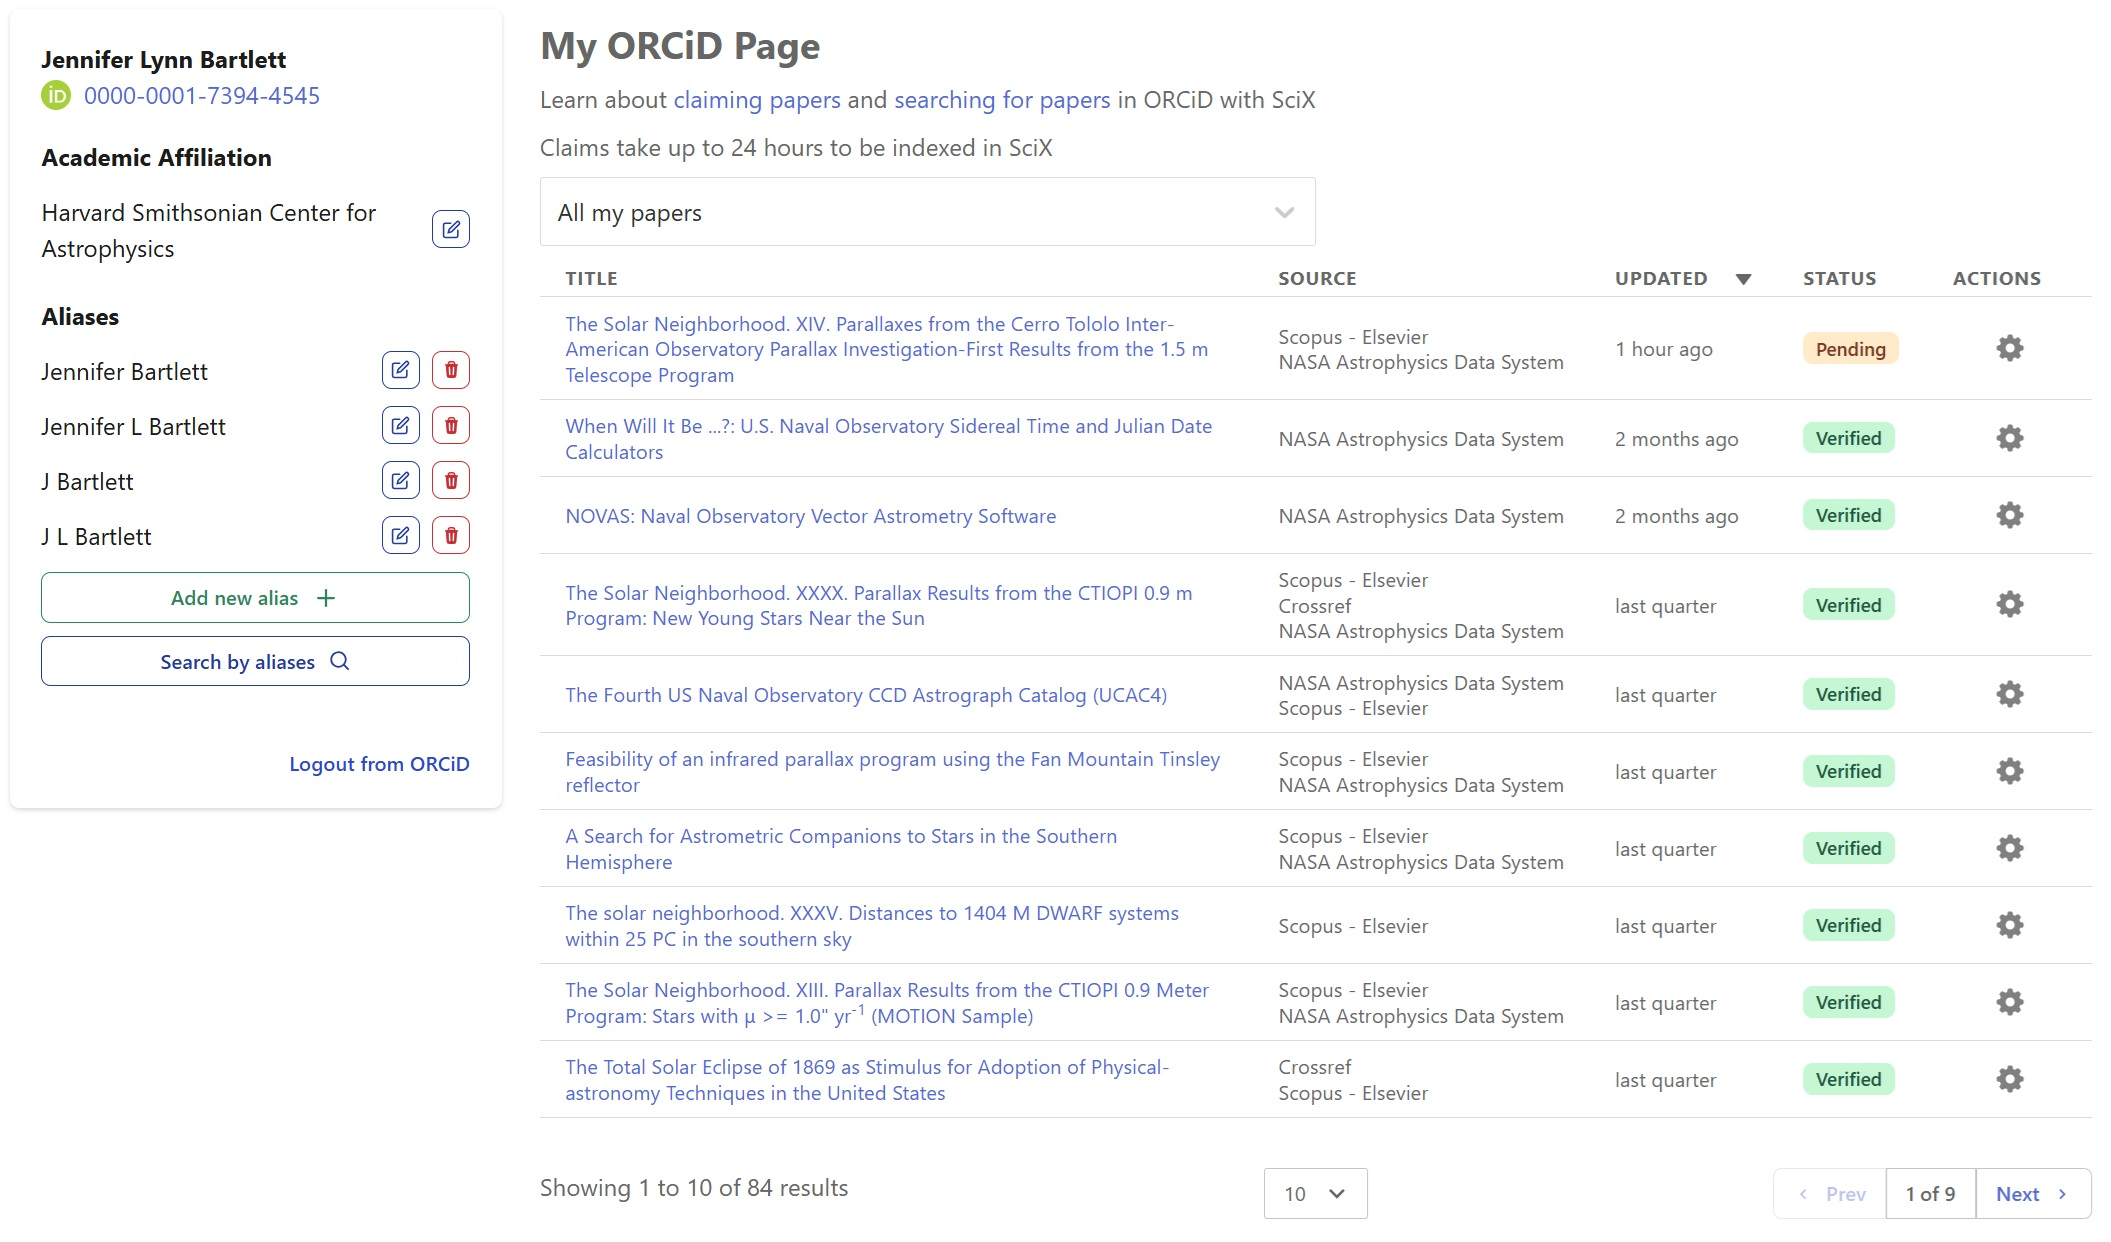 Jennifer Lynn Bartlett
iD 0000-0001-7394-4545
Academic Affiliation
Harvard Smithsonian Center for
Astrophysics
Aliases
Jennifer Bartlett
Jennifer L Bartlett
J Bartlett
J L Bartlett
Add new alias +
Search by aliases
Logout from ORCiD
My ORCiD Page
Learn about claiming papers and searching for papers in ORCiD with SciX
Claims take up to 24 hours to be indexed in SciX
All my papers
TITLE SOURCE UPDATED STATUS ACTIONS
The Solar Neighborhood. XIV. Parallaxes from the Cerro Tololo Inter-
American Observatory Parallax Investigation-First Results from the 1.5 m
Telescope Program
Scopus - Elsevier
NASA Astrophysics Data System
1 hour ago
Pending
When Will It Be ...?: U.S. Naval Observatory Sidereal Time and Julian Date
Calculators
NASA Astrophysics Data System
2 months ago
Verified
NOVAS: Naval Observatory Vector Astrometry Software
NASA Astrophysics Data System
2 months ago
Verified
The Solar Neighborhood. XXXX. Parallax Results from the CTIOPI 0.9 m
Program: New Young Stars Near the Sun
Scopus - Elsevier
Crossref
NASA Astrophysics Data System
last quarter
Verified
The Fourth US Naval Observatory CCD Astrograph Catalog (UCAC4)
NASA Astrophysics Data System
Scopus - Elsevier
last quarter
Verified
Feasibility of an infrared parallax program using the Fan Mountain Tinsley
reflector
Scopus - Elsevier
NASA Astrophysics Data System
last quarter
Verified
A Search for Astrometric Companions to Stars in the Southern
Hemisphere
Scopus - Elsevier
NASA Astrophysics Data System
last quarter
Verified
The solar neighborhood. XXXV. Distances to 1404 M DWARF systems
within 25 PC in the southern sky
Scopus - Elsevier
last quarter
Verified
The Solar Neighborhood. XIII. Parallax Results from the CTIOPI 0.9 Meter
Program: Stars with μ >= 1.0" yr⁻¹ (MOTION Sample)
Scopus - Elsevier
NASA Astrophysics Data System
last quarter
Verified
The Total Solar Eclipse of 1869 as Stimulus for Adoption of Physical-
astronomy Techniques in the United States
Crossref
Scopus - Elsevier
last quarter
Verified
Showing 1 to 10 of 84 results
10
‹ Prev 1 of 9 Next ›